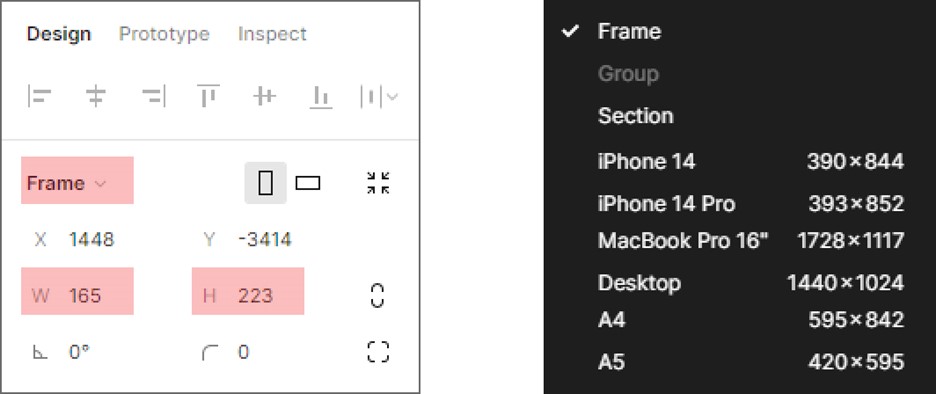 Design Prototype Inspect
Frame
X 1448 Y -3414
W 165 H 223
0° 0
Frame
Group
Section
iPhone 14 390×844
iPhone 14 Pro 393×852
MacBook Pro 16" 1728×1117
Desktop 1440×1024
A4 595×842
A5 420×595